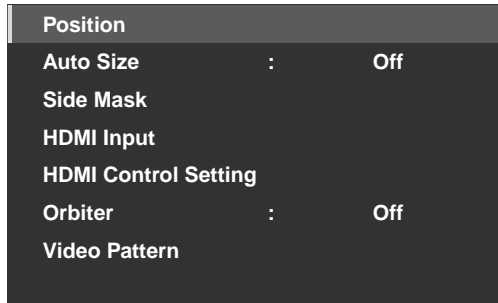 Position
Auto Size : Off
Side Mask
HDMI Input
HDMI Control Setting
Orbiter : Off
Video Pattern